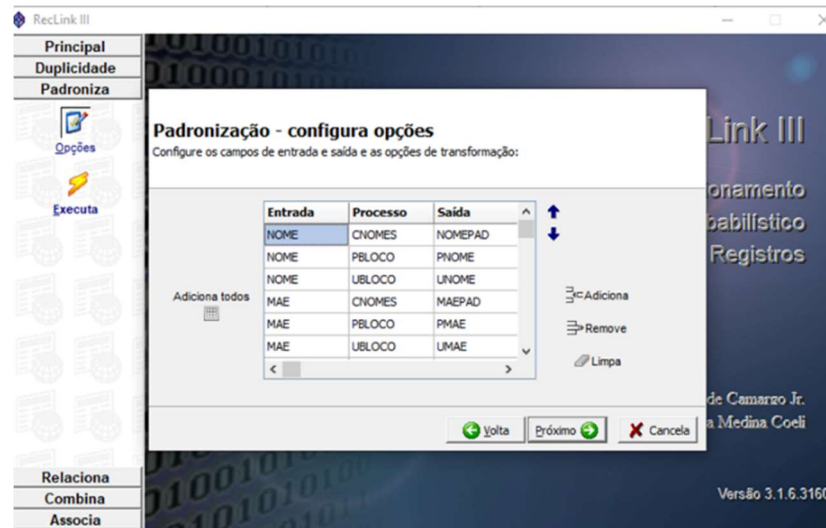 RecLink III
Principal
Duplicidade
Padroniza
Opções
Executa
Relaciona
Combina
Associa
Padronização - configura opções
Configure os campos de entrada e saída e as opções de transformação:
Adiciona todos
Entrada Processo Saída
NOME CNOMES NOMEPAD
NOME PBLOCO PNOME
NOME UBLOCO UNOME
MAE CNOMES MAEPAD
MAE PBLOCO PMAE
MAE UBLOCO UMAE
Adiciona
Remove
Limpa
Volta Próximo Cancela
Link III
onamento
babilístico
Registros
de Camargo Jr.
a Medina Coeli
Versão 3.1.6.3160